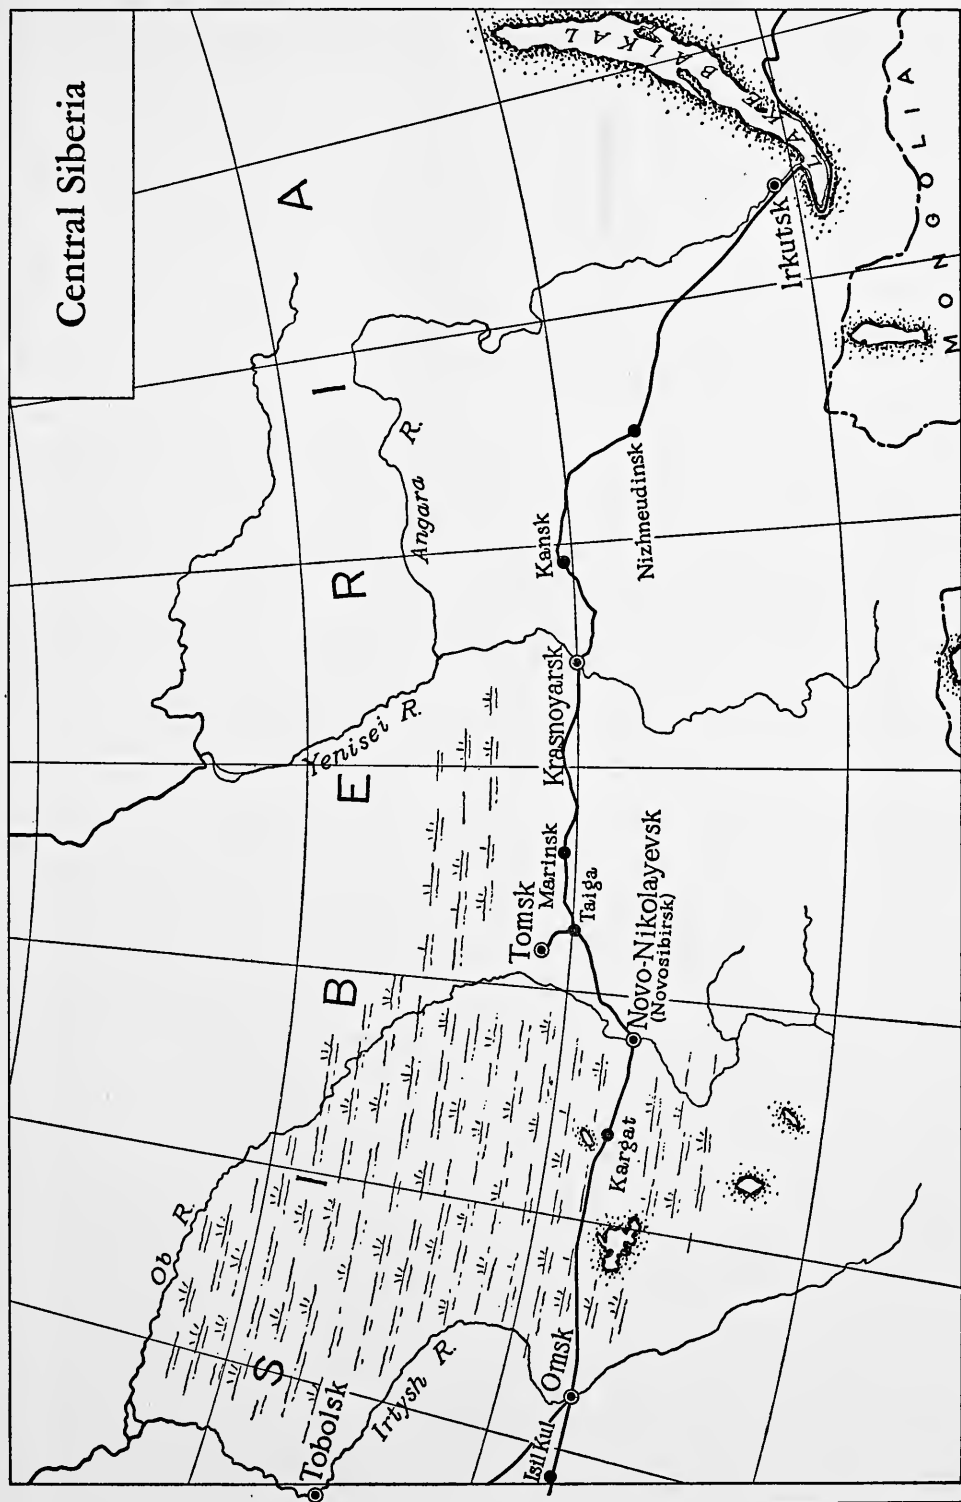 Central Siberia
S I B E R I A
LAKE BAIKAL
MONGOLIA
Ob R.
Tobolsk
Irtysh R.
Isil Kul
Omsk
Kargat
Novo-Nikolayevsk
(Novosibirsk)
Tomsk
Taiga
Marinsk
Krasnoyarsk
Yenisei R.
Angara R.
Kansk
Nizhneudinsk
Irkutsk